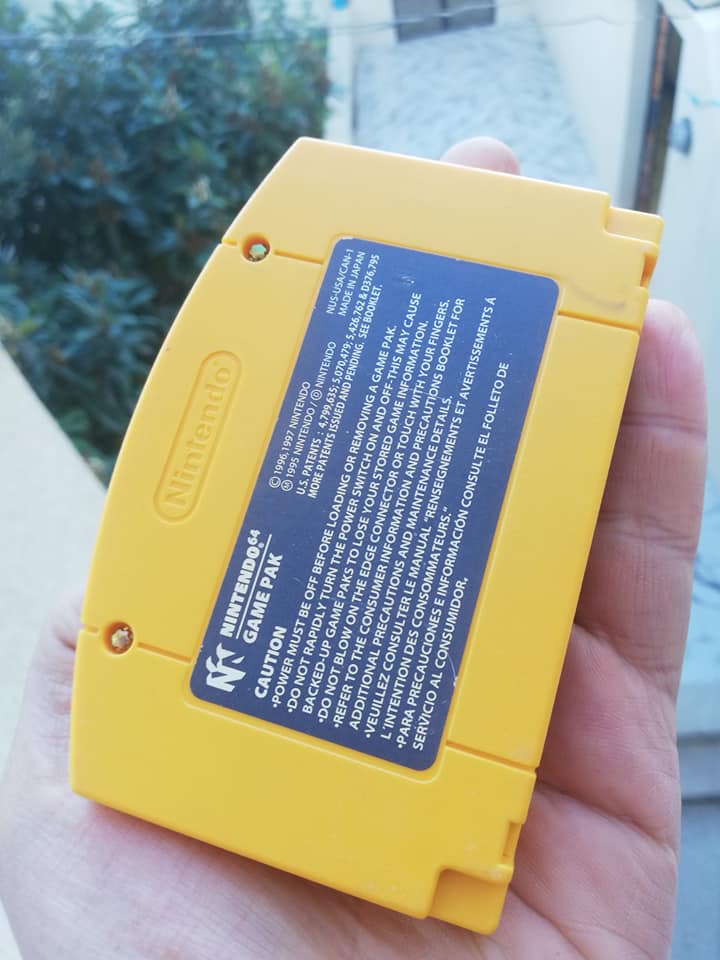 Nintendo
NINTENDO⁶⁴
GAME PAK
© 1996,1997 NINTENDO
Ⓜ 1995 NINTENDO / Ⓟ NINTENDO
NUS-USA/CAN-1
MADE IN JAPAN
U.S. PATENTS : 4,799,635; 5,070,479; 5,426,762 & D376,795
MORE PATENTS ISSUED AND PENDING. SEE BOOKLET.
CAUTION
•POWER MUST BE OFF BEFORE LOADING OR REMOVING A GAME PAK.
•DO NOT RAPIDLY TURN THE POWER SWITCH ON AND OFF-THIS MAY CAUSE
BACKED-UP GAME PAKS TO LOSE YOUR STORED GAME INFORMATION.
•DO NOT BLOW ON THE EDGE CONNECTOR OR TOUCH WITH YOUR FINGERS.
•REFER TO THE CONSUMER INFORMATION AND PRECAUTIONS BOOKLET FOR
ADDITIONAL PRECAUTIONS AND MAINTENANCE DETAILS.
•VEUILLEZ CONSULTER LE MANUAL "RENSEIGNEMENTS ET AVERTISSEMENTS Á
L'INTENTION DES CONSOMMATEURS."
•PARA PRECAUCIONES E INFORMACIÓN CONSULTE EL FOLLETO DE
SERVICIO AL CONSUMIDOR.